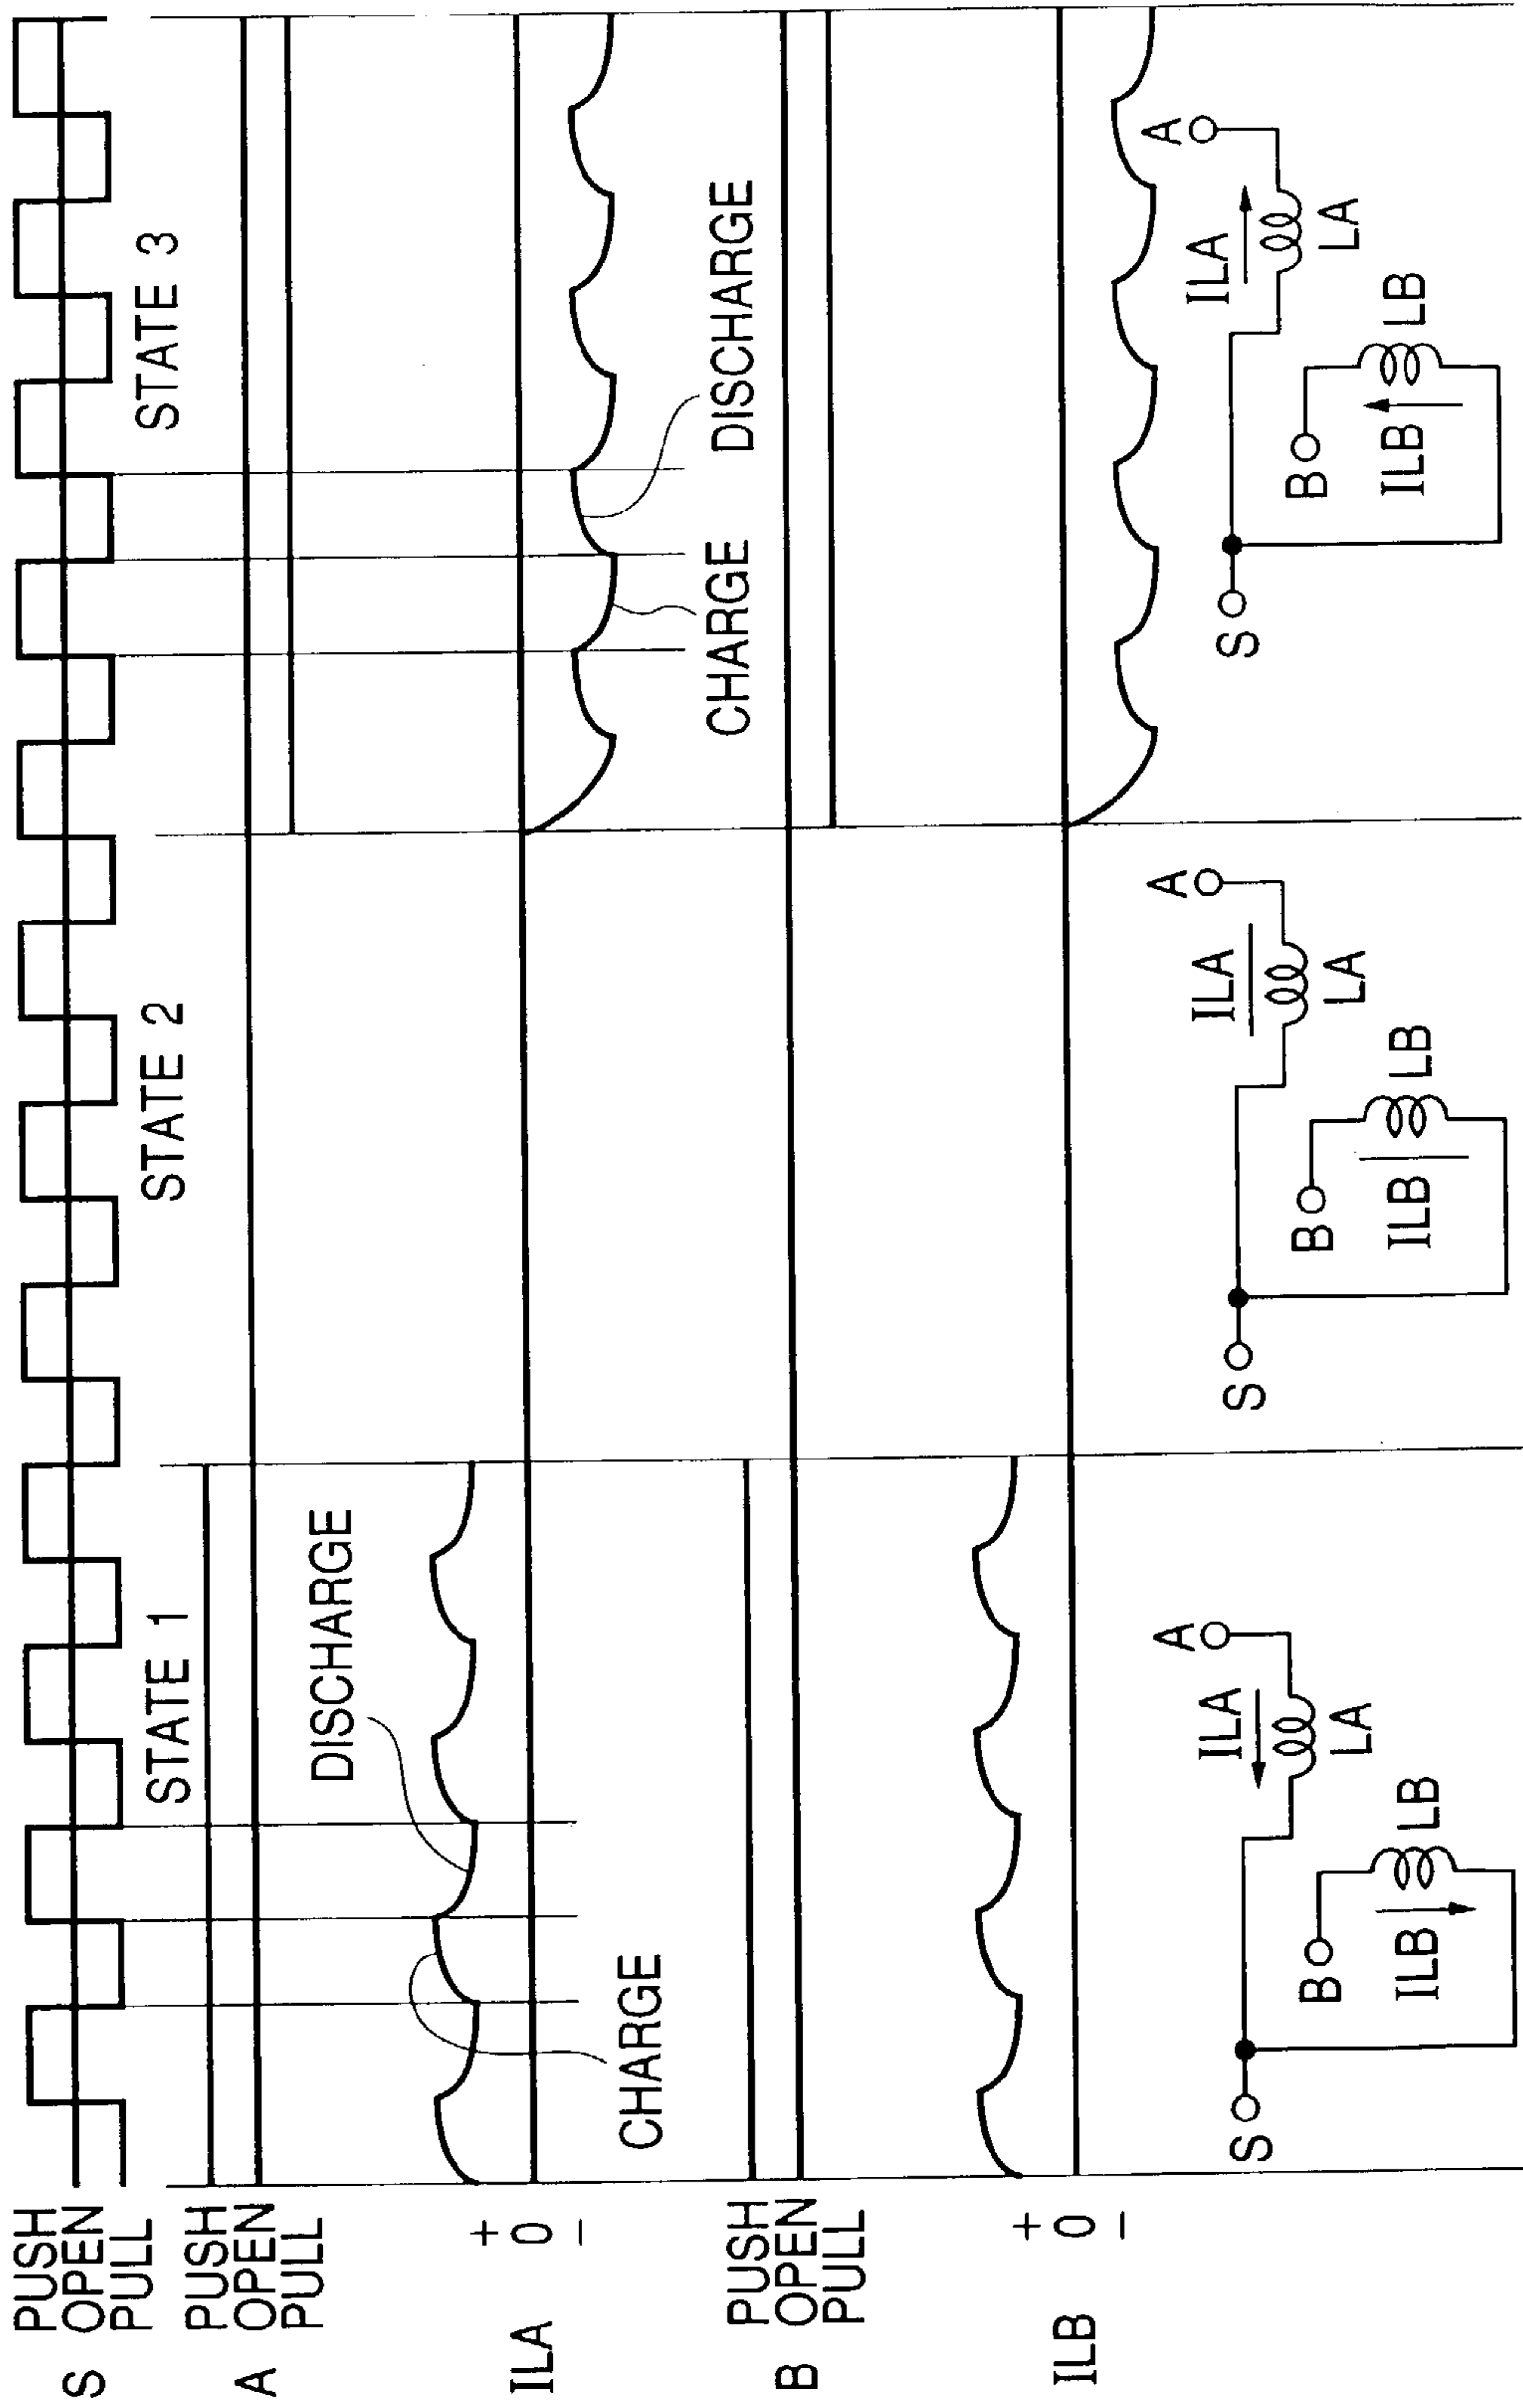 S
PUSH
OPEN
PULL
STATE 1
STATE 2
STATE 3
A
PUSH
OPEN
PULL
DISCHARGE
ILA
+
0
−
CHARGE
CHARGE
DISCHARGE
B
PUSH
OPEN
PULL
ILB
+
0
−
S
B
ILB
LB
ILA
LA
A
S
B
ILB
LB
ILA
LA
A
S
B
ILB
LB
ILA
LA
A